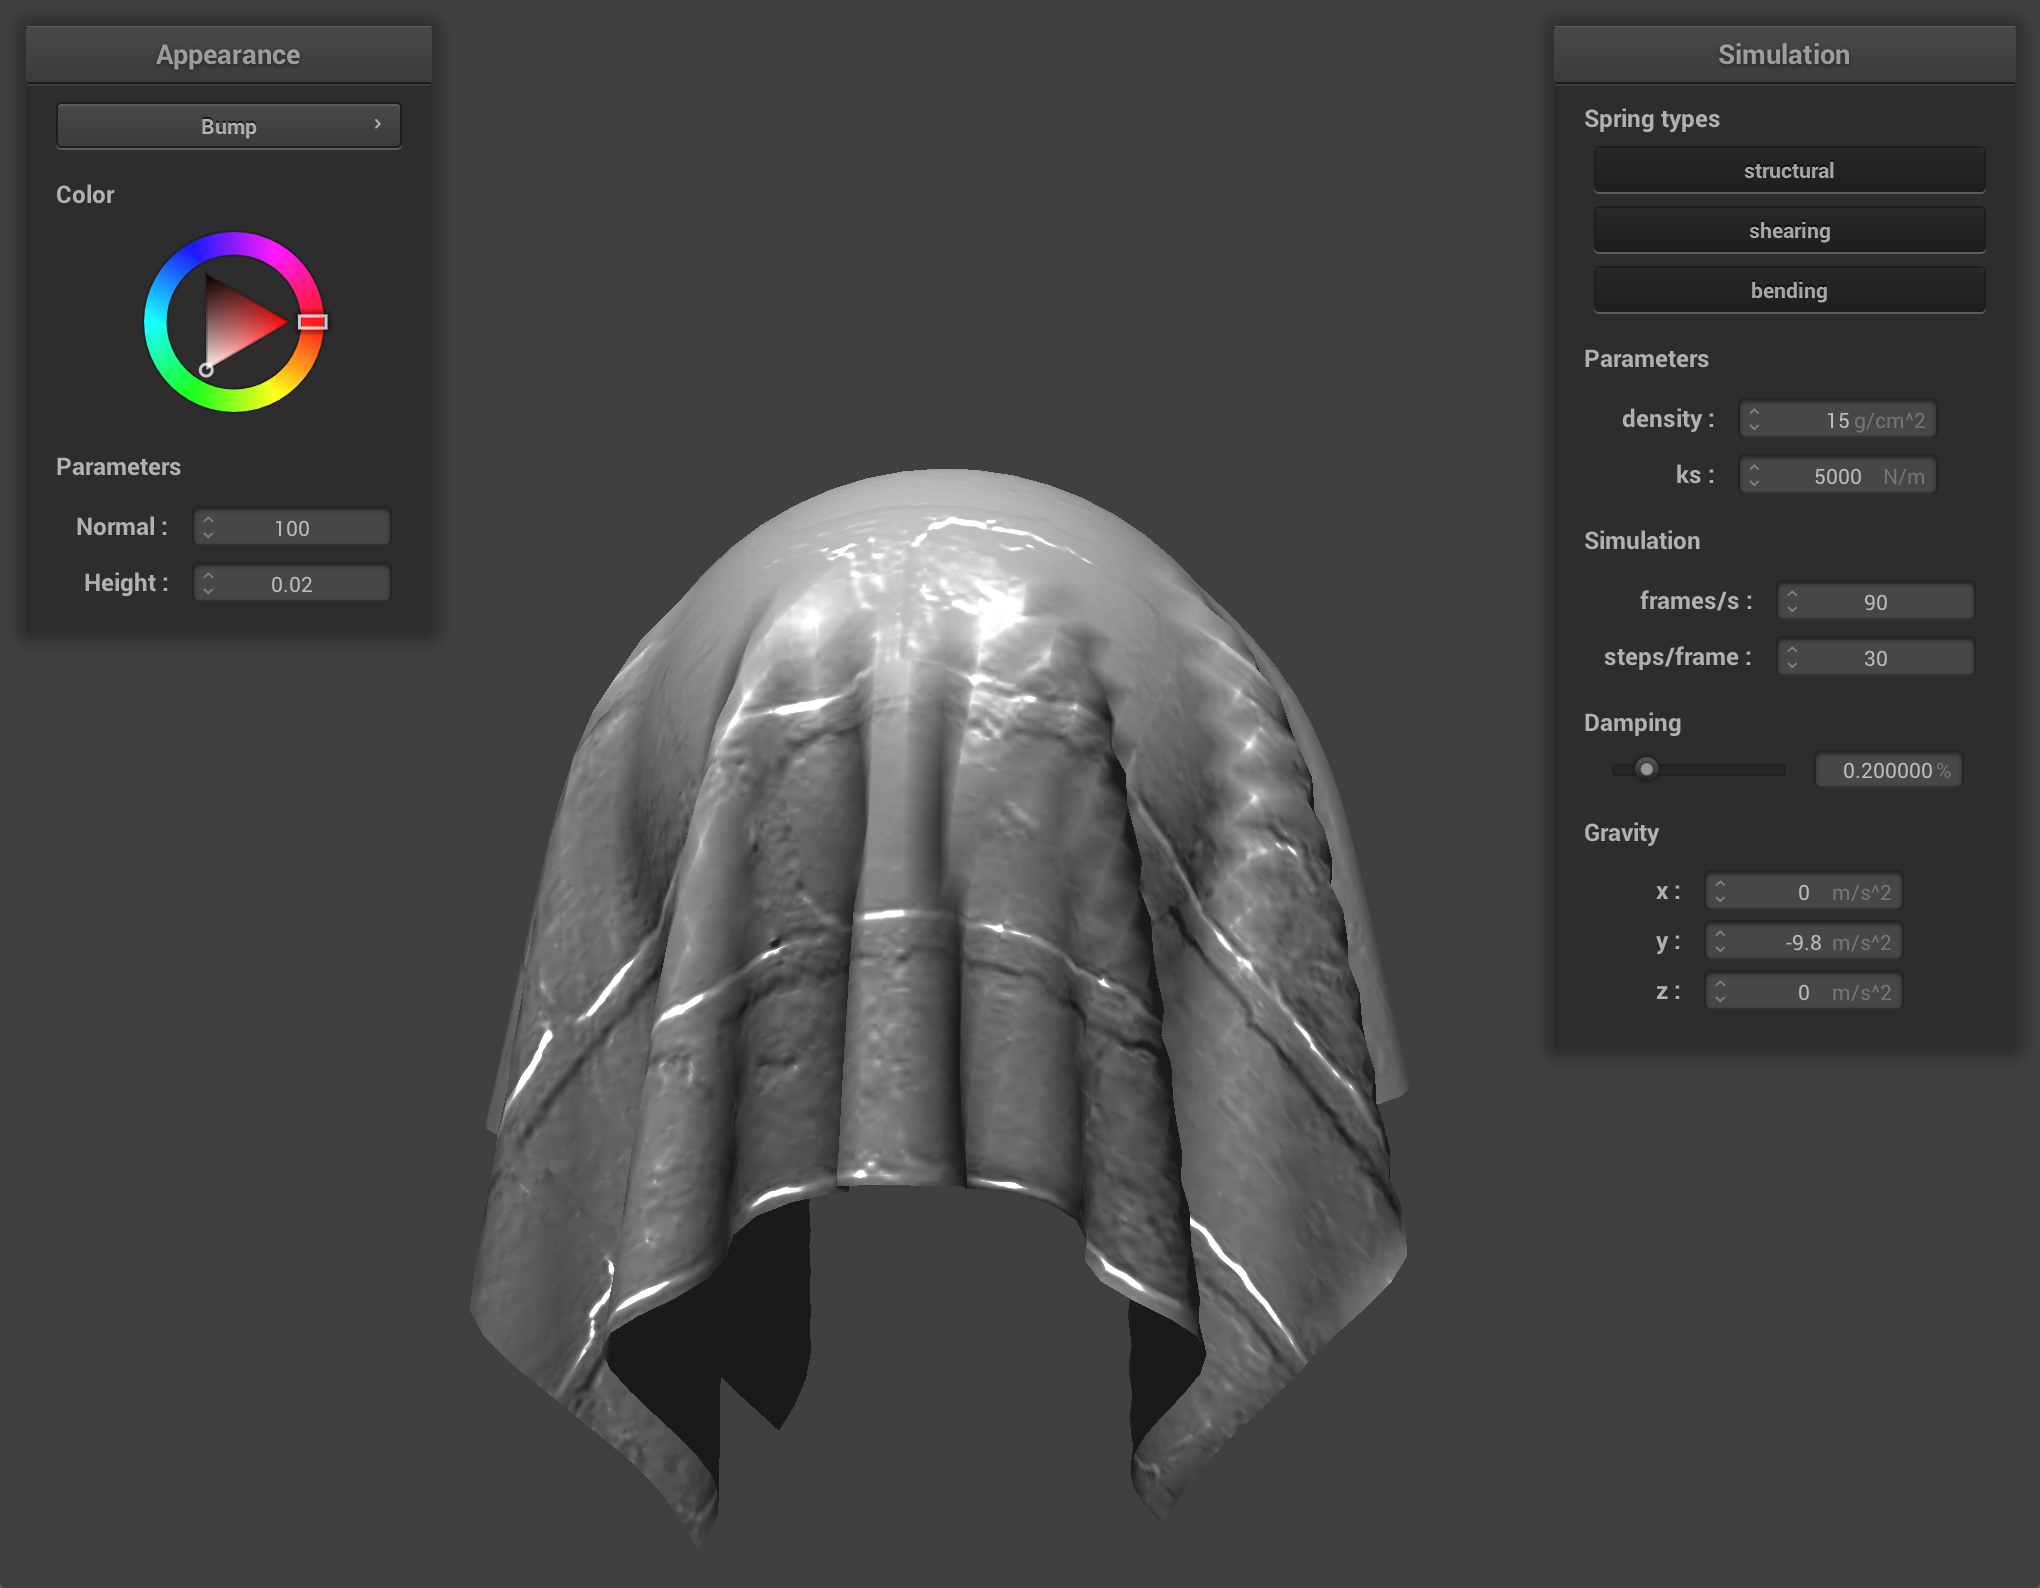 Appearance
Bump
Color
Parameters
Normal : 100
Height : 0.02
Simulation
Spring types
structural
shearing
bending
Parameters
density : 15 g/cm^2
ks : 5000 N/m
Simulation
frames/s : 90
steps/frame : 30
Damping
0.200000 %
Gravity
x : 0 m/s^2
y : -9.8 m/s^2
z : 0 m/s^2